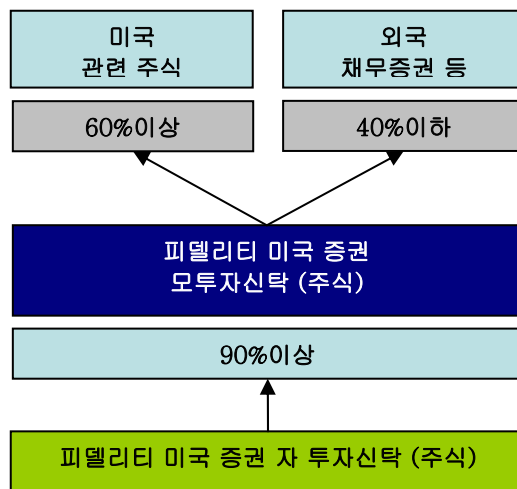 미국
관련 주식
외국
채무증권 등
60%이상
40%이하
피델리티 미국 증권
모투자신탁 (주식)
90%이상
피델리티 미국 증권 자 투자신탁 (주식)